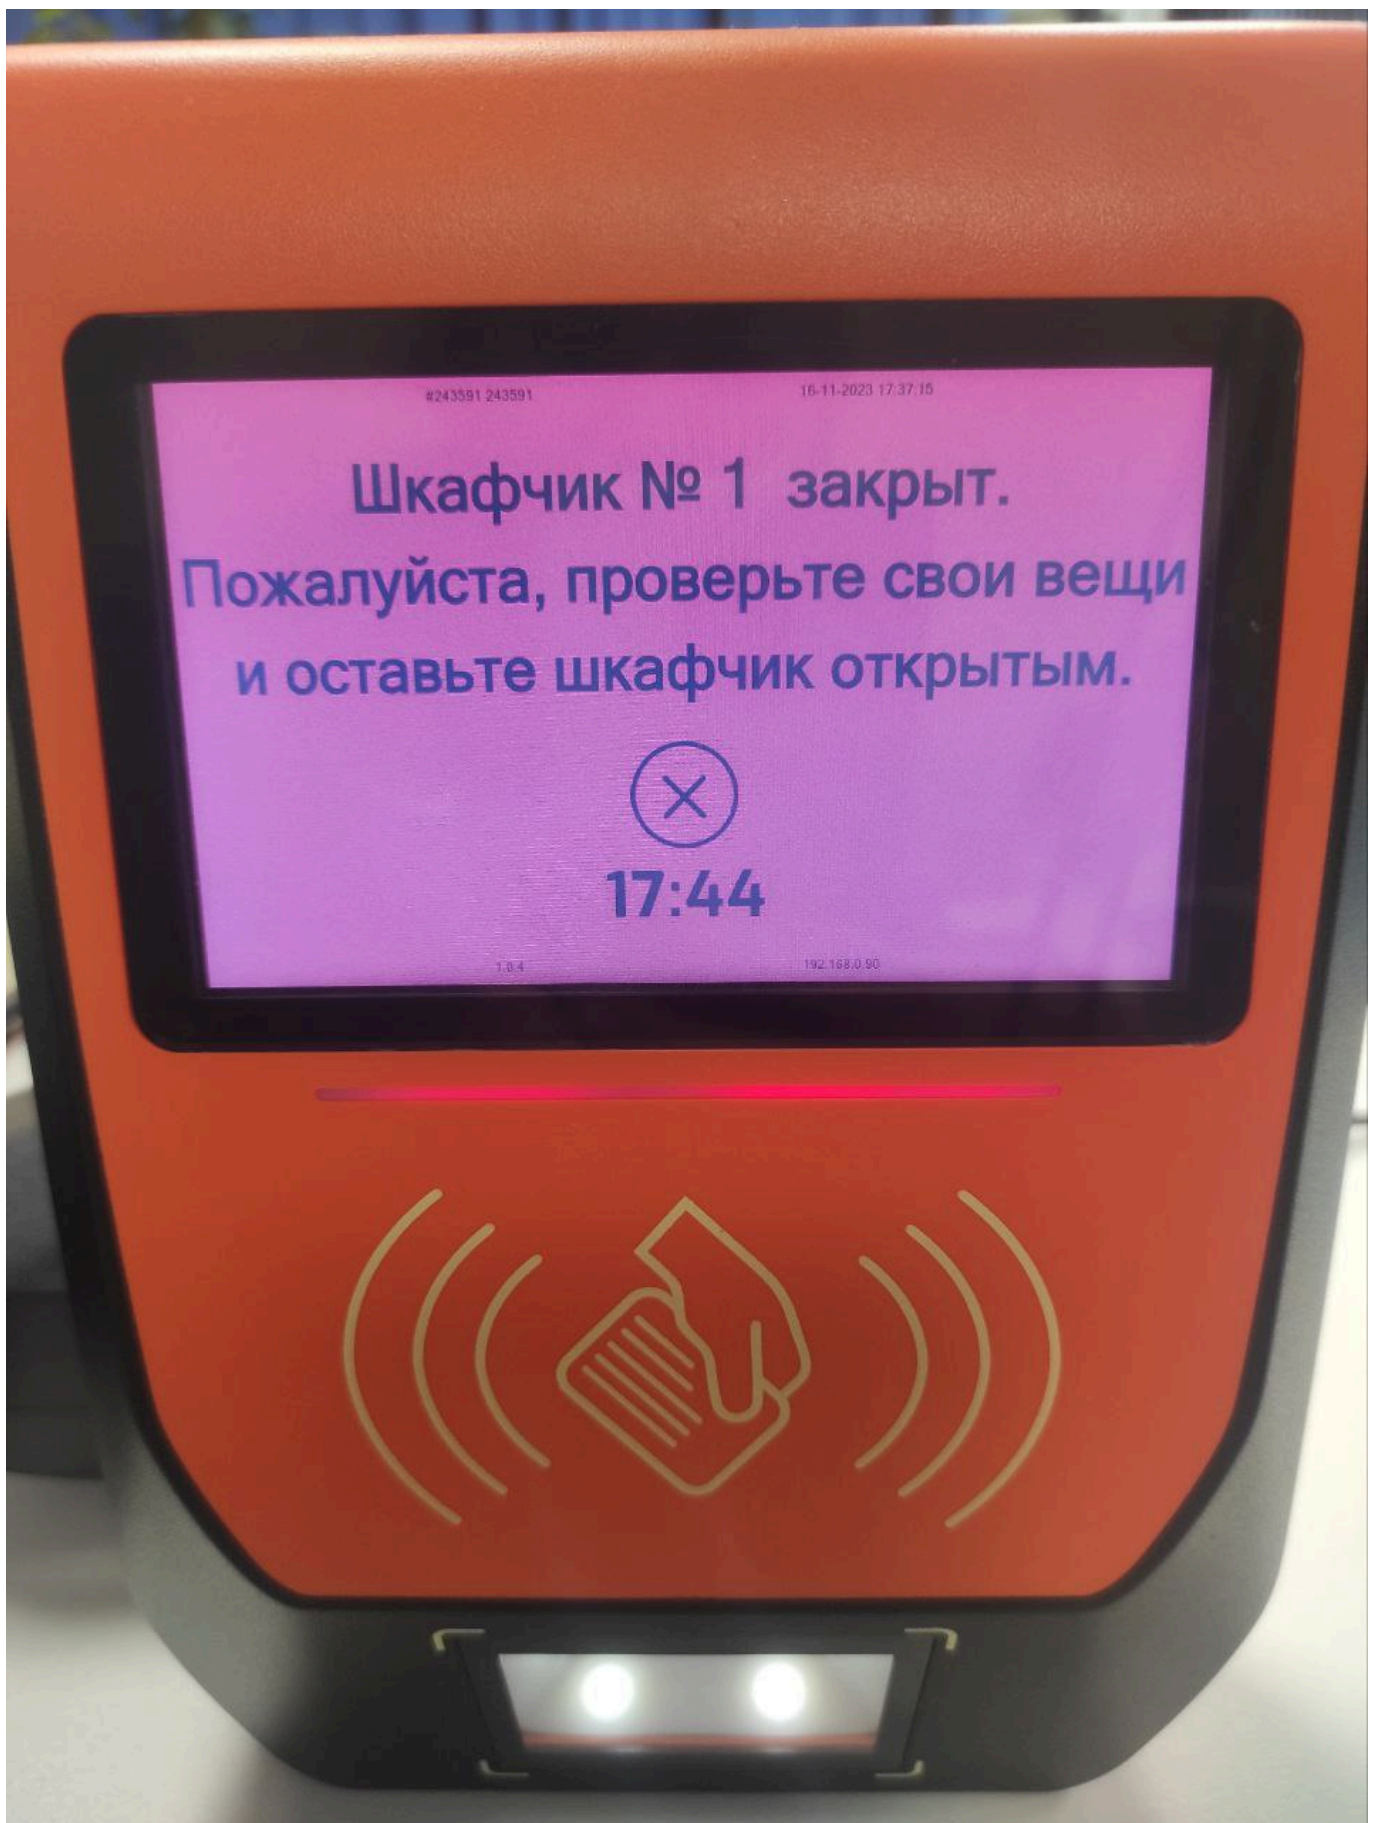 #243591 243591 16-11-2023 17:37:15
Шкафчик № 1 закрыт.
Пожалуйста, проверьте свои вещи
и оставьте шкафчик открытым.
17:44
1.0.4 192.168.0.90